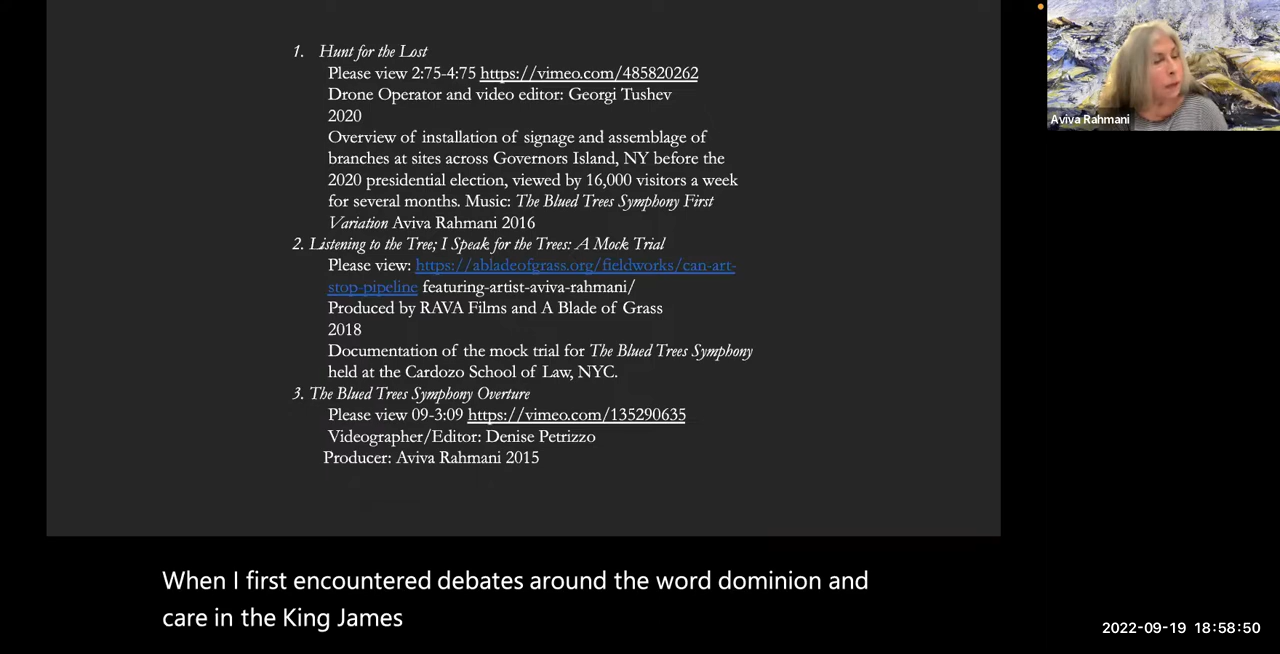 1. Hunt for the Lost
Please view 2:75-4:75 https://vimeo.com/485820262
Drone Operator and video editor: Georgi Tushev
2020
Overview of installation of signage and assemblage of
branches at sites across Governors Island, NY before the
2020 presidential election, viewed by 16,000 visitors a week
for several months. Music: The Blued Trees Symphony First
Variation Aviva Rahmani 2016
2. Listening to the Tree; I Speak for the Trees: A Mock Trial
Please view: https://abladeofgrass.org/fieldworks/can-art-
stop-pipeline featuring-artist-aviva-rahmani/
Produced by RAVA Films and A Blade of Grass
2018
Documentation of the mock trial for The Blued Trees Symphony
held at the Cardozo School of Law, NYC.
3. The Blued Trees Symphony Overture
Please view 09-3:09 https://vimeo.com/135290635
Videographer/Editor: Denise Petrizzo
Producer: Aviva Rahmani 2015
Aviva Rahmani
When I first encountered debates around the word dominion and
care in the King James
2022-09-19 18:58:50